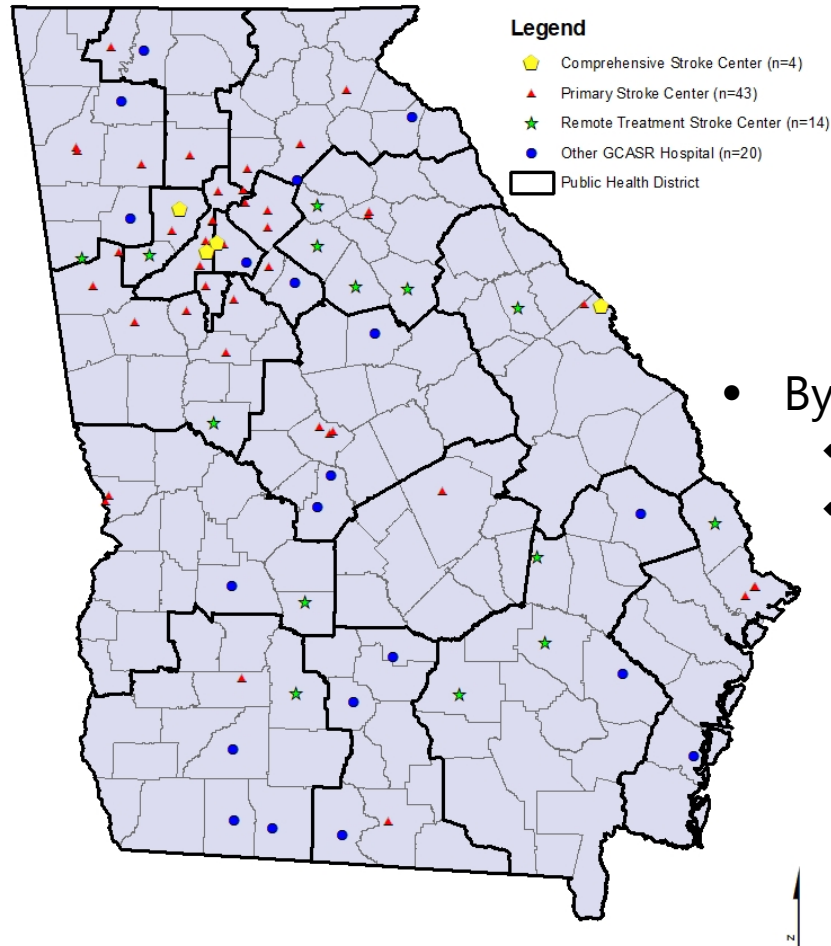 Legend
Comprehensive Stroke Center (n=4)
Primary Stroke Center (n=43)
Remote Treatment Stroke Center (n=14)
Other GCASR Hospital (n=20)
Public Health District
• By
z